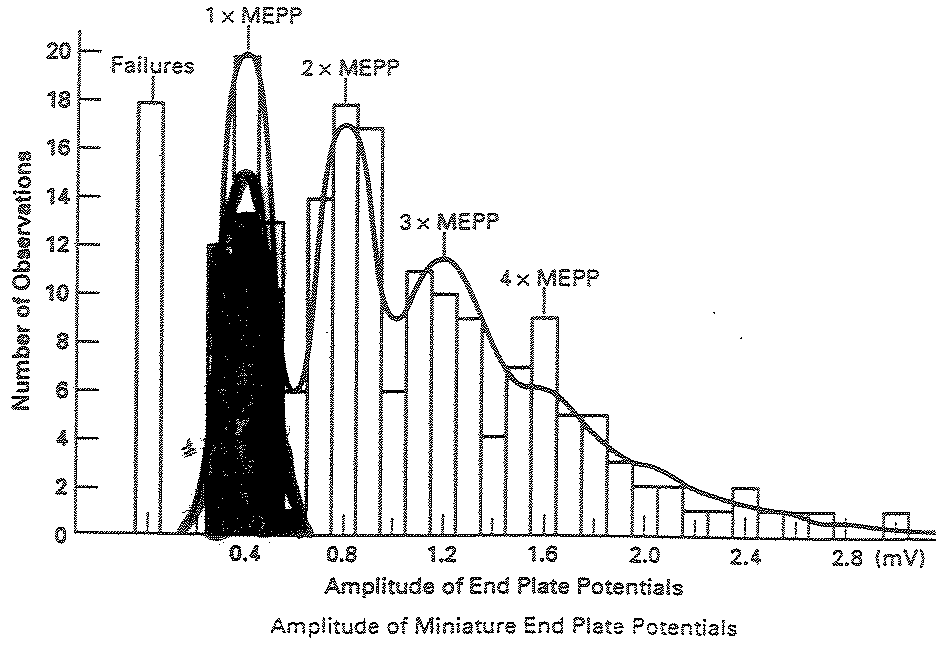 1 × MEPP
Failures
2 × MEPP
3 × MEPP
4 × MEPP
Number of Observations
20
18
16
14
12
10
8
6
4
2
0
0.4 0.8 1.2 1.6 2.0 2.4 2.8 (mV)
Amplitude of End Plate Potentials
Amplitude of Miniature End Plate Potentials